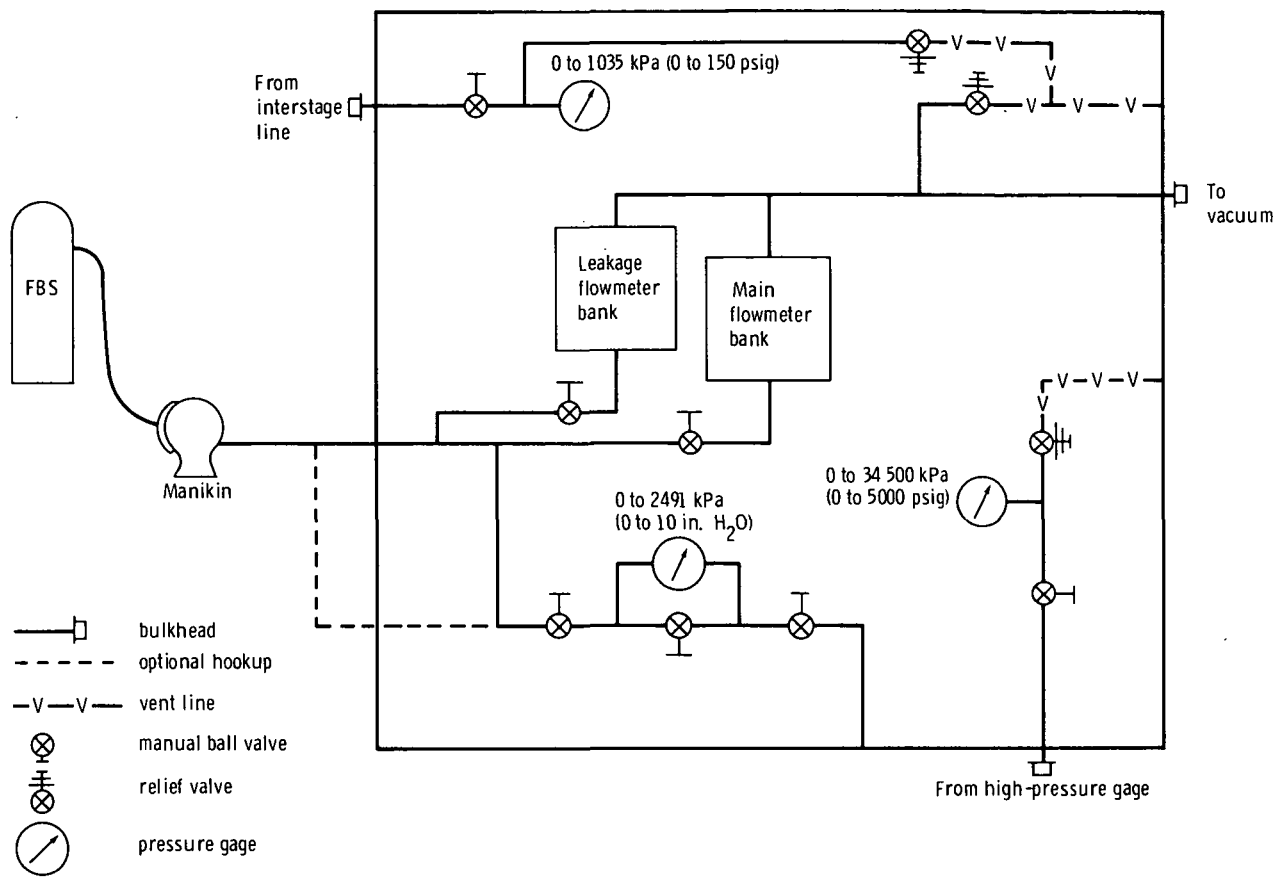 From
interstage
line
0 to 1035 kPa (0 to 150 psig)
V V
V
V V V
To
vacuum
FBS
Leakage
flowmeter
bank
Main
flowmeter
bank
V V V
V
Manikin
0 to 34 500 kPa
(0 to 5000 psig)
0 to 2491 kPa
(0 to 10 in. H2O)
bulkhead
optional hookup
V V vent line
manual ball valve
relief valve
pressure gage
From high-pressure gage